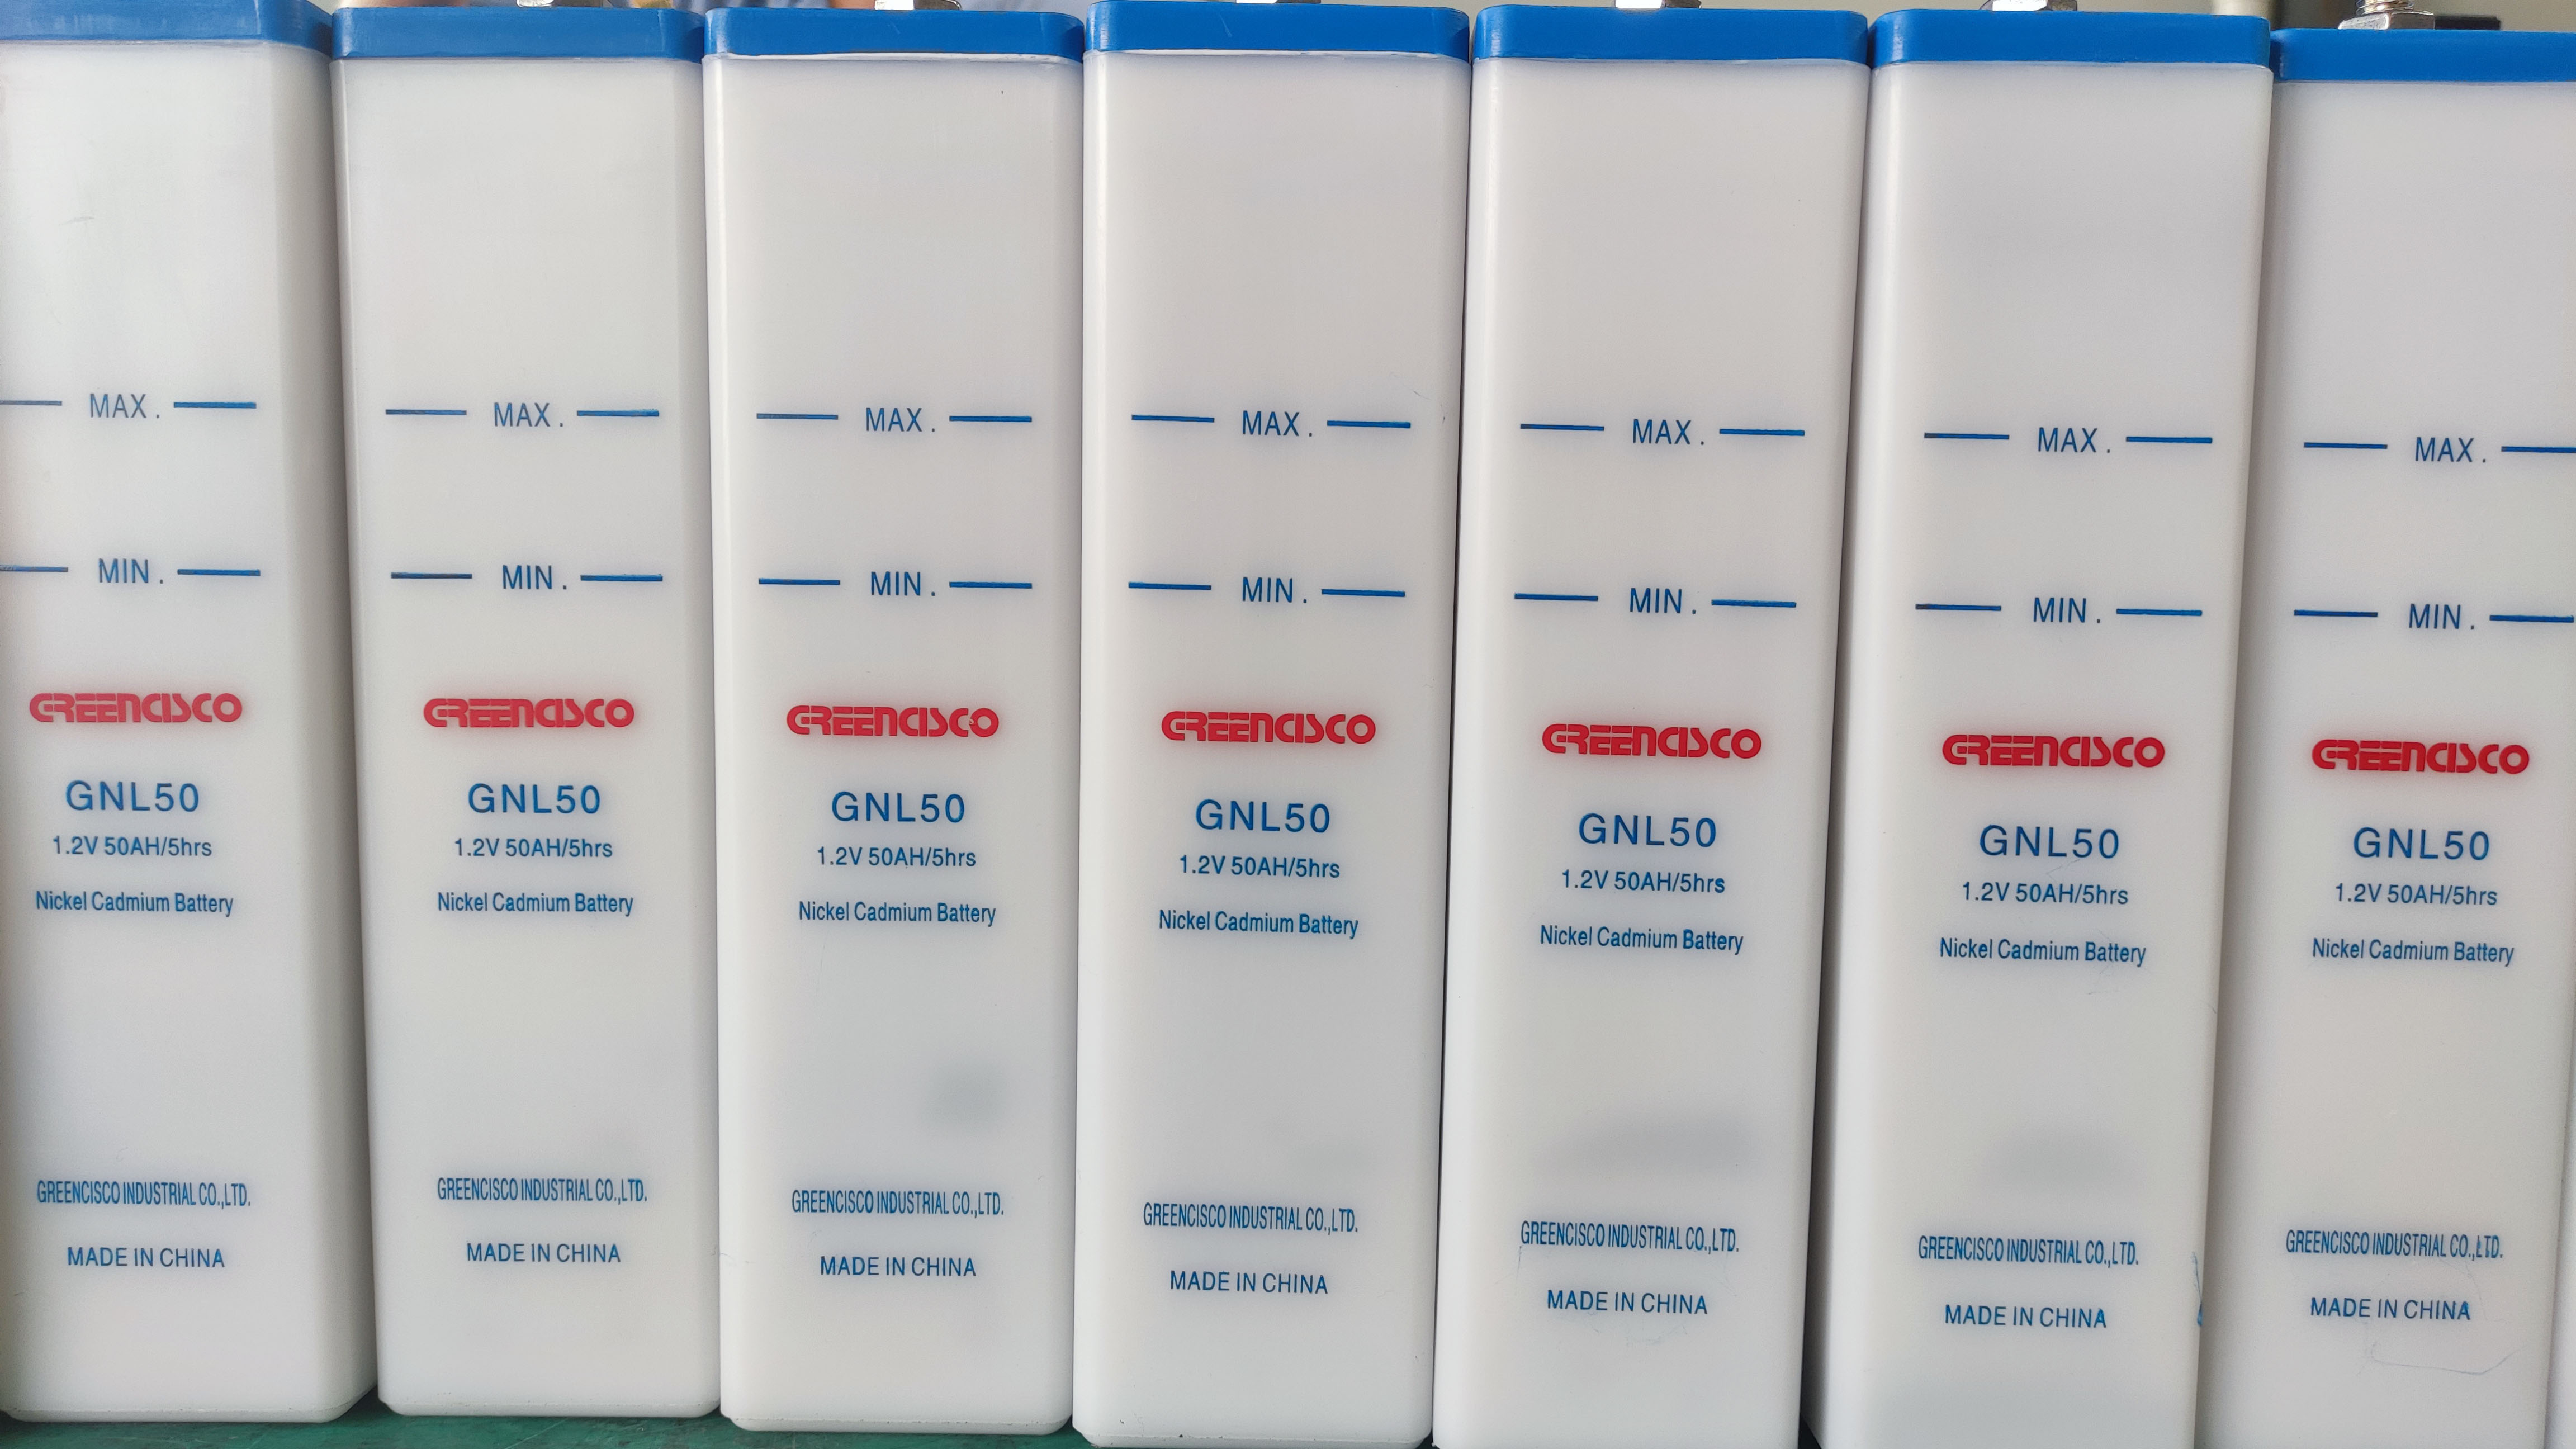 MAX.
MIN.
GREENCISCO
GNL50
1.2V 50AH/5hrs
Nickel Cadmium Battery
GREENCISCO INDUSTRIAL CO.,LTD.
MADE IN CHINA
MAX.
MIN.
GREENCISCO
GNL50
1.2V 50AH/5hrs
Nickel Cadmium Battery
GREENCISCO INDUSTRIAL CO.,LTD.
MADE IN CHINA
MAX.
MIN.
GREENCISCO
GNL50
1.2V 50AH/5hrs
Nickel Cadmium Battery
GREENCISCO INDUSTRIAL CO.,LTD.
MADE IN CHINA
MAX.
MIN.
GREENCISCO
GNL50
1.2V 50AH/5hrs
Nickel Cadmium Battery
GREENCISCO INDUSTRIAL CO.,LTD.
MADE IN CHINA
MAX.
MIN.
GREENCISCO
GNL50
1.2V 50AH/5hrs
Nickel Cadmium Battery
GREENCISCO INDUSTRIAL CO.,LTD.
MADE IN CHINA
MAX.
MIN.
GREENCISCO
GNL50
1.2V 50AH/5hrs
Nickel Cadmium Battery
GREENCISCO INDUSTRIAL CO.,LTD.
MADE IN CHINA
MAX.
MIN.
GREENCISCO
GNL50
1.2V 50AH/5hrs
Nickel Cadmium Battery
GREENCISCO INDUSTRIAL CO.,LTD.
MADE IN CHINA